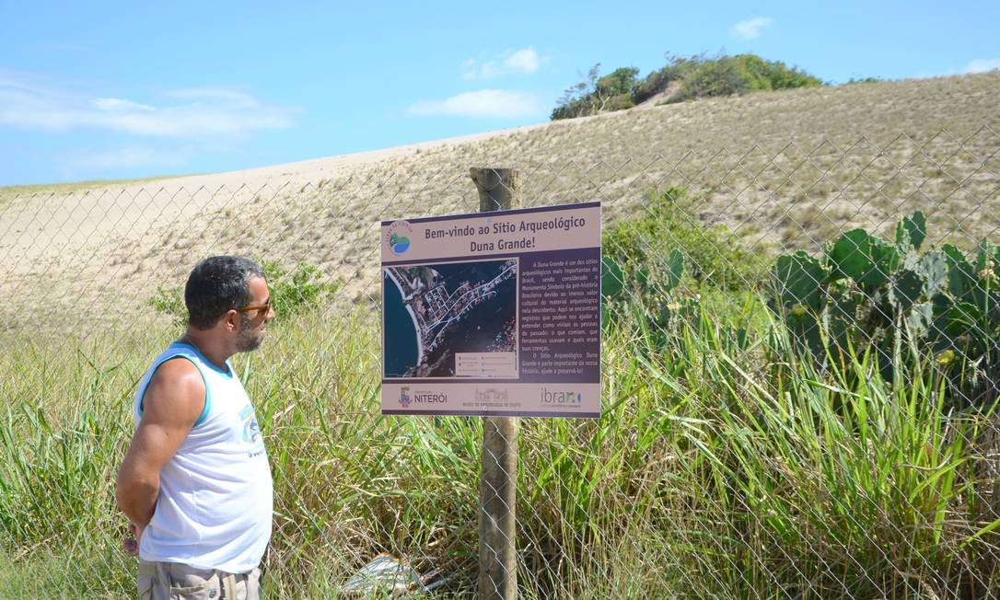 Bem-vindo ao Sítio Arqueológico
Duna Grande!
A Duna Grande é um dos sítios
arqueológicos mais importantes do
Brasil, sendo considerado o
Monumento Símbolo da pré-história
Brasileira devido ao imenso valor
cultural do material arqueológico
nela descoberto. Aqui se encontram
registros que podem nos ajudar a
entender como viviam as pessoas
do passado: o que comiam, que
ferramentas usavam e quais eram
suas crenças.
O Sítio Arqueológico Duna
Grande é parte importante da nossa
história, ajude a preservá-lo!
NITERÓI
MUSEU DE ARQUEOLOGIA DE ITAIPU
ibram